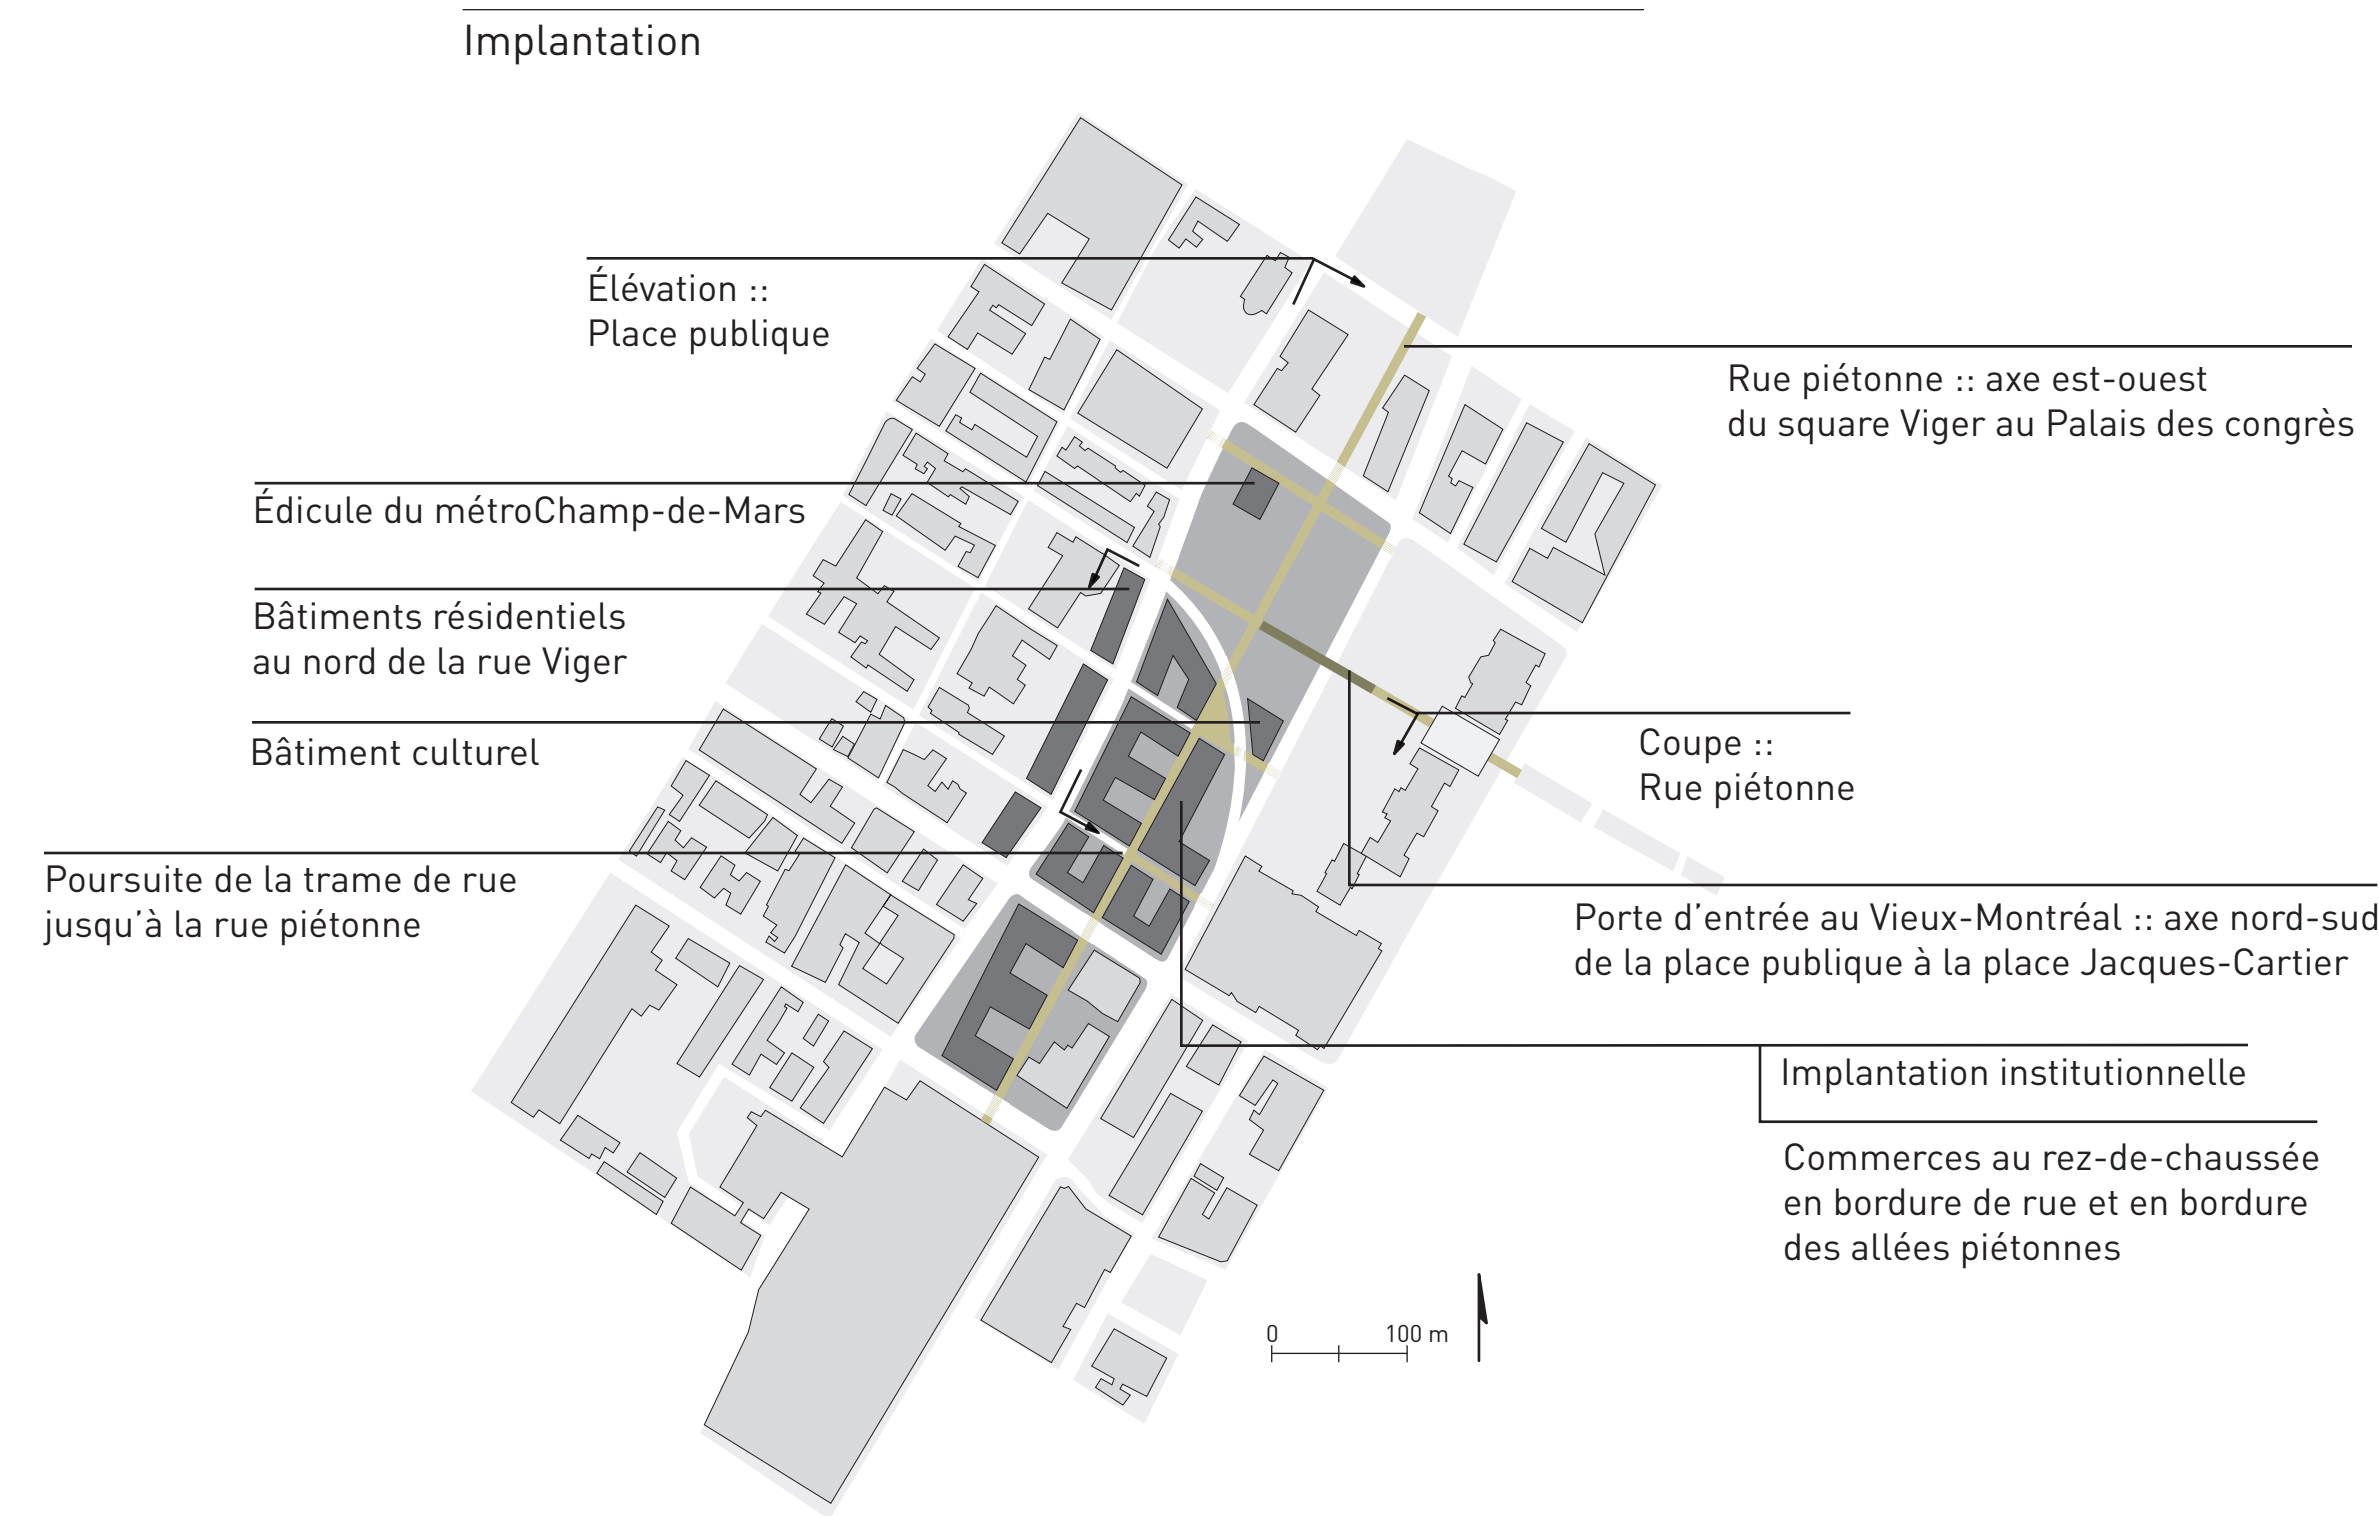 Implantation
Élévation ::
Place publique
Rue piétonne :: axe est-ouest
du square Viger au Palais des congrès
Édicule du métroChamp-de-Mars
Bâtiments résidentiels
au nord de la rue Viger
Bâtiment culturel
Coupe ::
Rue piétonne
Poursuite de la trame de rue
jusqu'à la rue piétonne
Porte d'entrée au Vieux-Montréal :: axe nord-sud
de la place publique à la place Jacques-Cartier
Implantation institutionnelle
Commerces au rez-de-chaussée
en bordure de rue et en bordure
des allées piétonnes
0 100 m